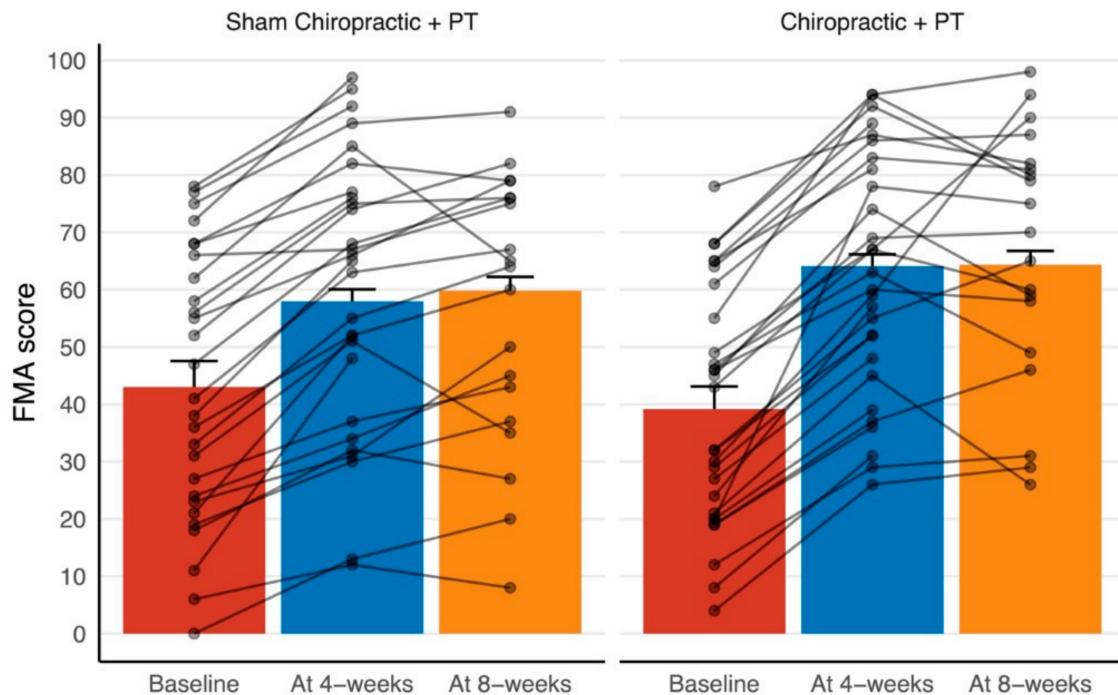 Sham Chiropractic + PT
Chiropractic + PT
FMA score
100
90
80
70
60
50
40
30
20
10
0
Baseline
At 4−weeks
At 8−weeks
Baseline
At 4−weeks
At 8−weeks